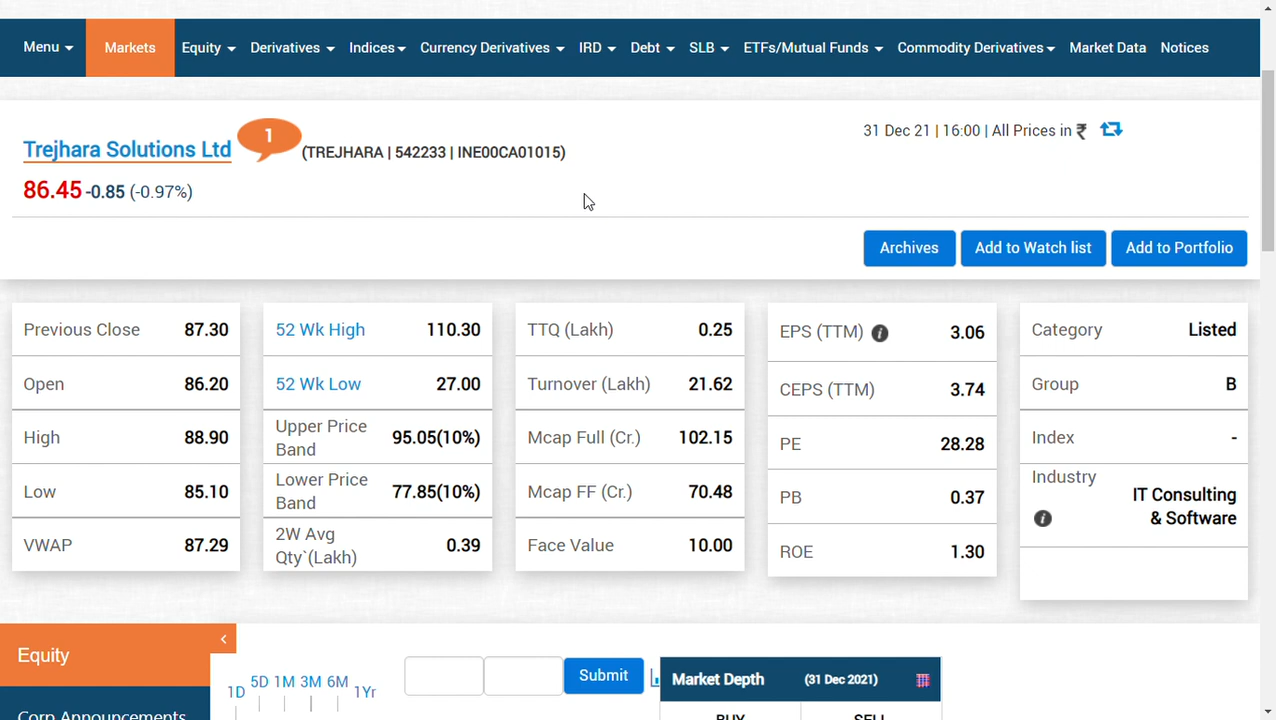 Menu Markets Equity Derivatives Indices Currency Derivatives IRD Debt SLB ETFs/Mutual Funds Commodity Derivatives Market Data Notices
31 Dec 21 | 16:00 | All Prices in ₹
Trejhara Solutions Ltd 1 (TREJHARA | 542233 | INE00CA01015)
86.45 -0.85 (-0.97%)
Archives Add to Watch list Add to Portfolio
Previous Close 87.30
Open 86.20
High 88.90
Low 85.10
VWAP 87.29
52 Wk High 110.30
52 Wk Low 27.00
Upper Price
Band 95.05(10%)
Lower Price
Band 77.85(10%)
2W Avg
Qty`(Lakh) 0.39
TTQ (Lakh) 0.25
Turnover (Lakh) 21.62
Mcap Full (Cr.) 102.15
Mcap FF (Cr.) 70.48
Face Value 10.00
EPS (TTM) i 3.06
CEPS (TTM) 3.74
PE 28.28
PB 0.37
ROE 1.30
Category Listed
Group B
Index -
Industry
i IT Consulting
& Software
Equity
Corp Announcements
1D 5D 1M 3M 6M 1Yr
Submit
Market Depth (31 Dec 2021)
BUY SELL